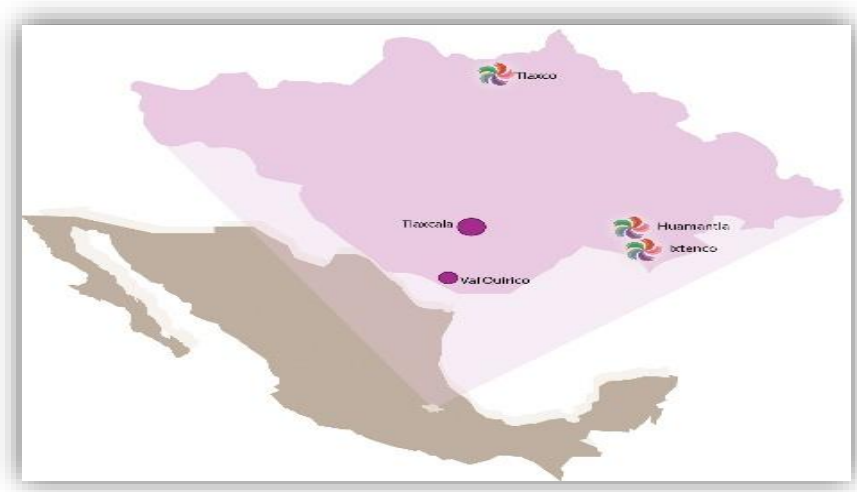 Tlaxco
Tlaxcala
Huamantla
Ixtenco
Val Quirico